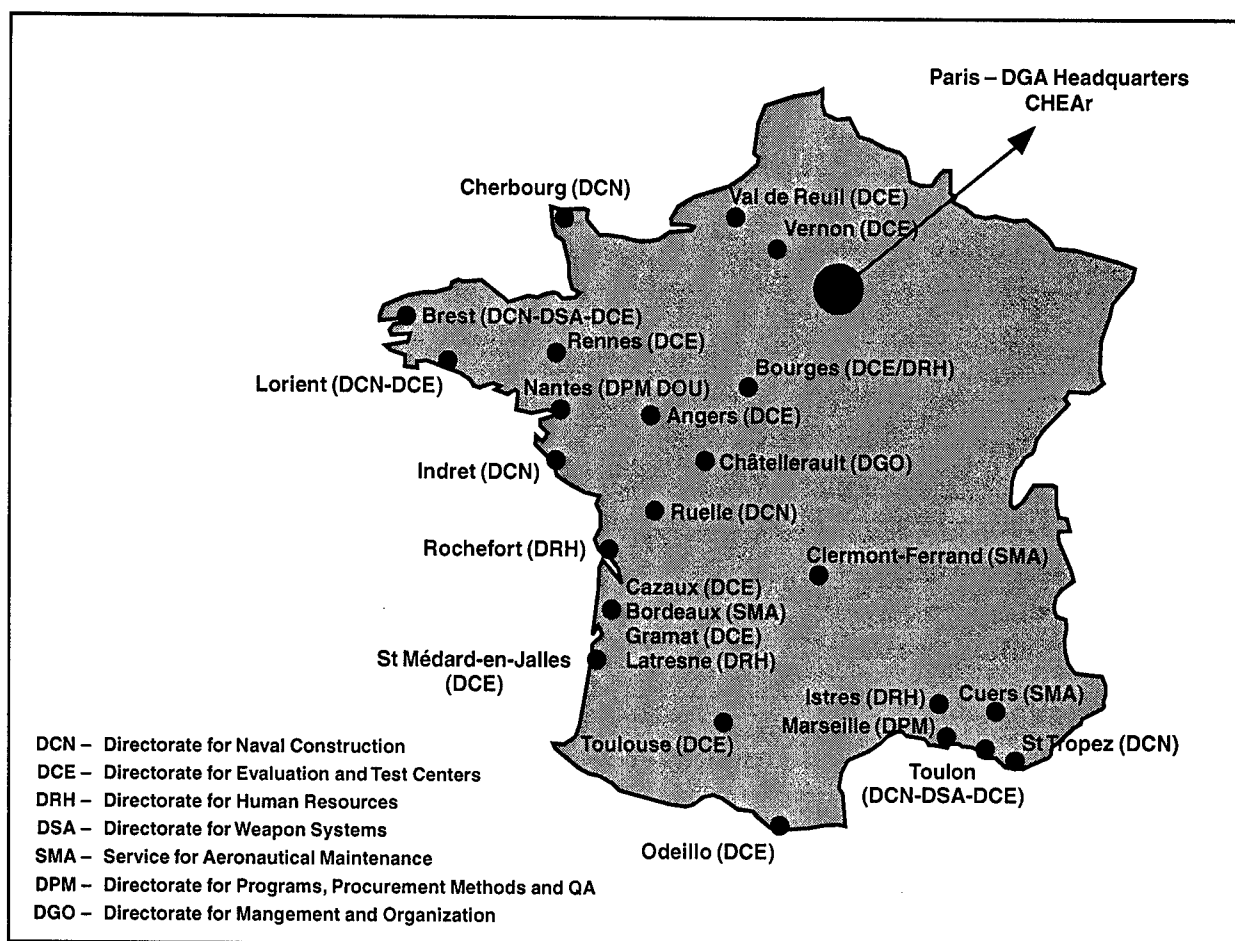 Paris – DGA Headquarters
CHEAr
Cherbourg (DCN)
Val de Reuil (DCE)
Vernon (DCE)
Brest (DCN-DSA-DCE)
Rennes (DCE)
Lorient (DCN-DCE)
Bourges (DCE/DRH)
Nantes (DPM DOU)
Angers (DCE)
Indret (DCN)
Châtellerault (DGO)
Ruelle (DCN)
Rochefort (DRH)
Clermont-Ferrand (SMA)
Cazaux (DCE)
Bordeaux (SMA)
Gramat (DCE)
Latresne (DRH)
St Médard-en-Jalles
(DCE)
Istres (DRH)
Cuers (SMA)
Marseille (DPM)
Toulouse (DCE)
St Tropez (DCN)
Toulon
(DCN-DSA-DCE)
Odeillo (DCE)
DCN – Directorate for Naval Construction
DCE – Directorate for Evaluation and Test Centers
DRH – Directorate for Human Resources
DSA – Directorate for Weapon Systems
SMA – Service for Aeronautical Maintenance
DPM – Directorate for Programs, Procurement Methods and QA
DGO – Directorate for Mangement and Organization